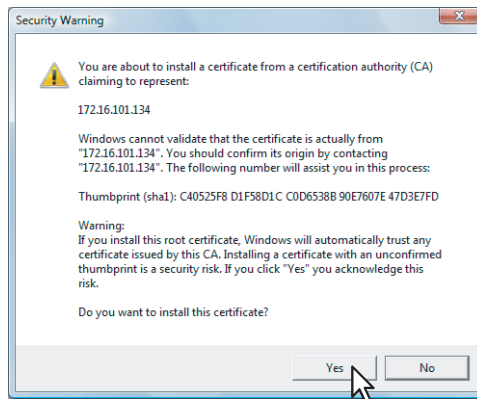 Security Warning
You are about to install a certificate from a certification authority (CA)
claiming to represent:
172.16.101.134
Windows cannot validate that the certificate is actually from
"172.16.101.134". You should confirm its origin by contacting
"172.16.101.134". The following number will assist you in this process:
Thumbprint (sha1): C40525F8 D1F58D1C C0D6538B 90E7607E 47D3E7FD
Warning:
If you install this root certificate, Windows will automatically trust any
certificate issued by this CA. Installing a certificate with an unconfirmed
thumbprint is a security risk. If you click "Yes" you acknowledge this
risk.
Do you want to install this certificate?
Yes No